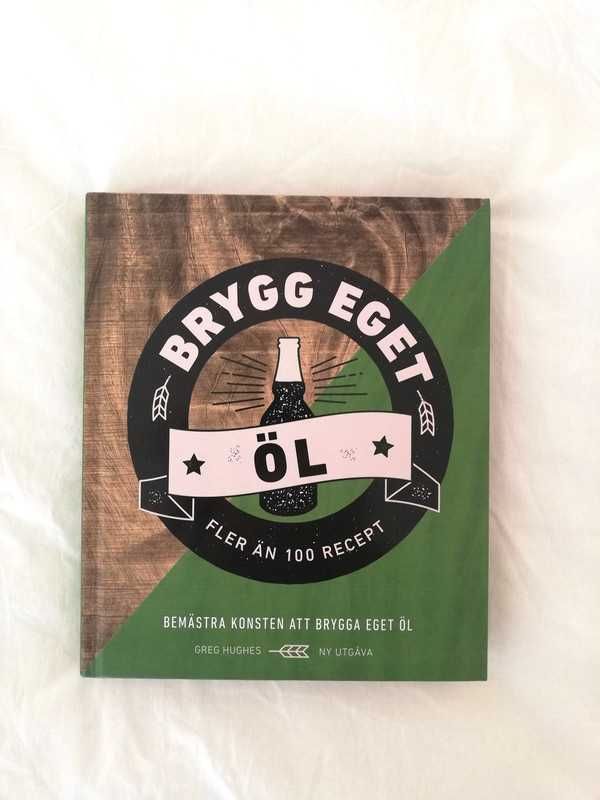 BRYGG EGET
ÖL
FLER ÄN 100 RECEPT
BEMÄSTRA KONSTEN ATT BRYGGA EGET ÖL
GREG HUGHES NY UTGÅVA